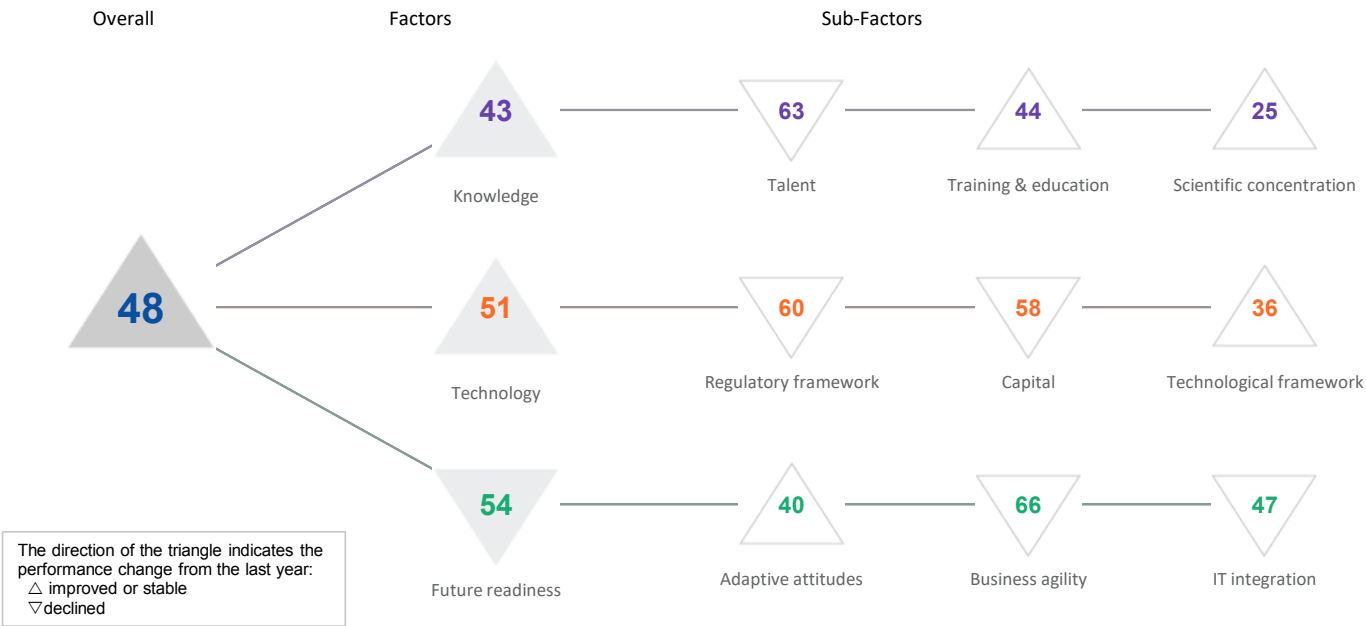 Overall Factors Sub-Factors
43 63 44 25
Knowledge Talent Training & education Scientific concentration
48 51 60 58 36
Technology Regulatory framework Capital Technological framework
54 40 66 47
Future readiness Adaptive attitudes Business agility IT integration
The direction of the triangle indicates the
performance change from the last year:
△ improved or stable
▽declined